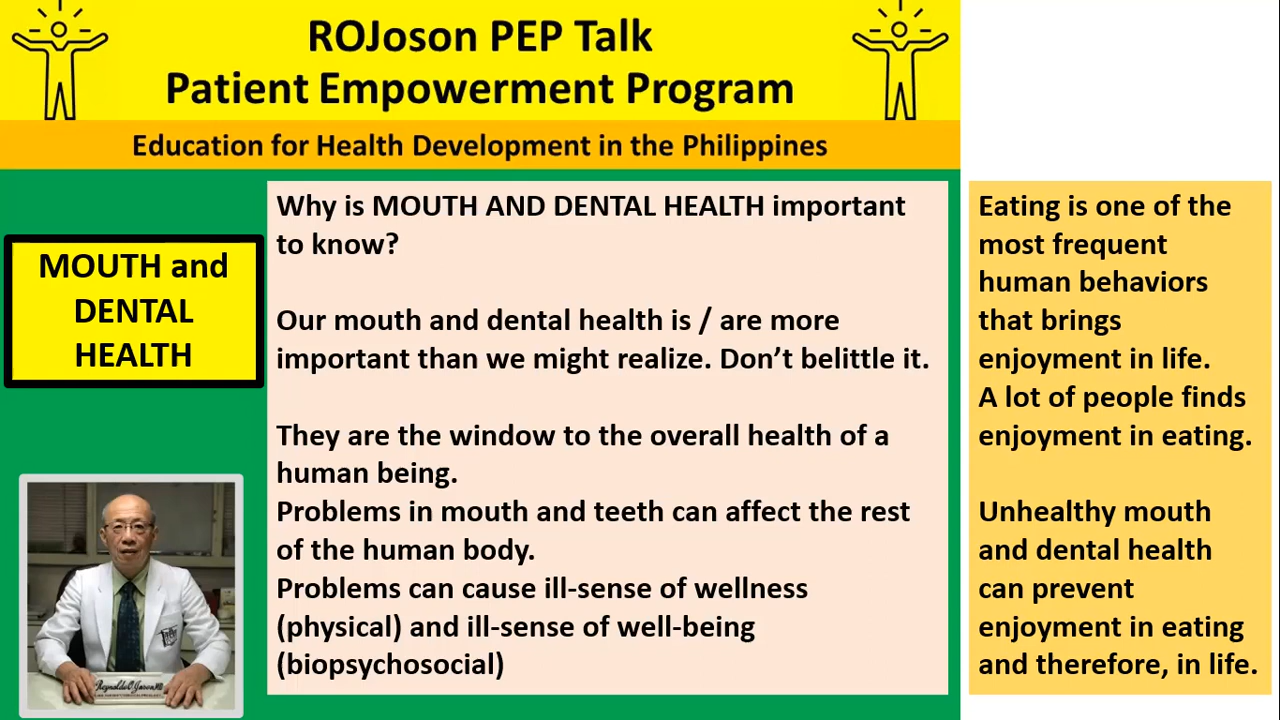 ROJoson PEP Talk
Patient Empowerment Program
Education for Health Development in the Philippines
MOUTH and
DENTAL
HEALTH
Why is MOUTH AND DENTAL HEALTH important
to know?
Our mouth and dental health is / are more
important than we might realize. Don’t belittle it.
They are the window to the overall health of a
human being.
Problems in mouth and teeth can affect the rest
of the human body.
Problems can cause ill-sense of wellness
(physical) and ill-sense of well-being
(biopsychosocial)
Eating is one of the
most frequent
human behaviors
that brings
enjoyment in life.
A lot of people finds
enjoyment in eating.
Unhealthy mouth
and dental health
can prevent
enjoyment in eating
and therefore, in life.
Reynaldo O. Joson, MD